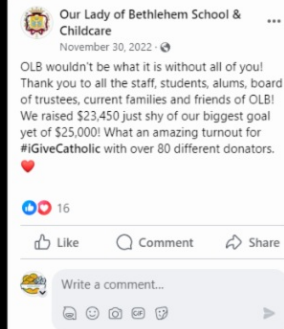 Our Lady of Bethlehem School &
Childcare
November 30, 2022 ·
OLB wouldn't be what it is without all of you!
Thank you to all the staff, students, alums, board
of trustees, current families and friends of OLB!
We raised $23,450 just shy of our biggest goal
yet of $25,000! What an amazing turnout for
#iGiveCatholic with over 80 different donators.
16
Like Comment Share
Write a comment...
GIF